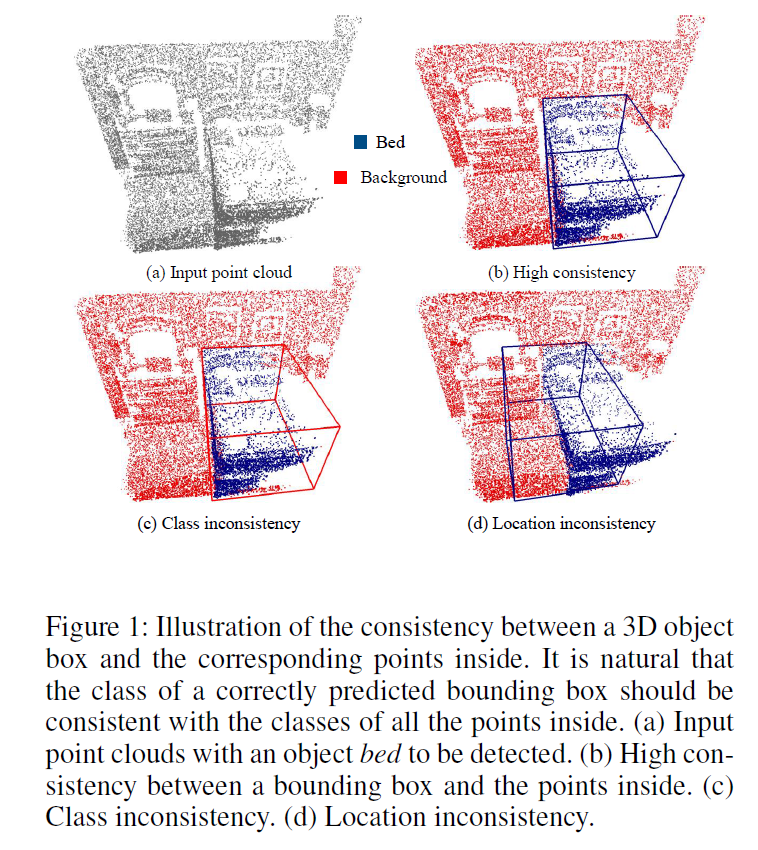 Bed
Background
(a) Input point cloud
(b) High consistency
(c) Class inconsistency
(d) Location inconsistency
Figure 1: Illustration of the consistency between a 3D object
box and the corresponding points inside. It is natural that
the class of a correctly predicted bounding box should be
consistent with the classes of all the points inside. (a) Input
point clouds with an object bed to be detected. (b) High con-
sistency between a bounding box and the points inside. (c)
Class inconsistency. (d) Location inconsistency.